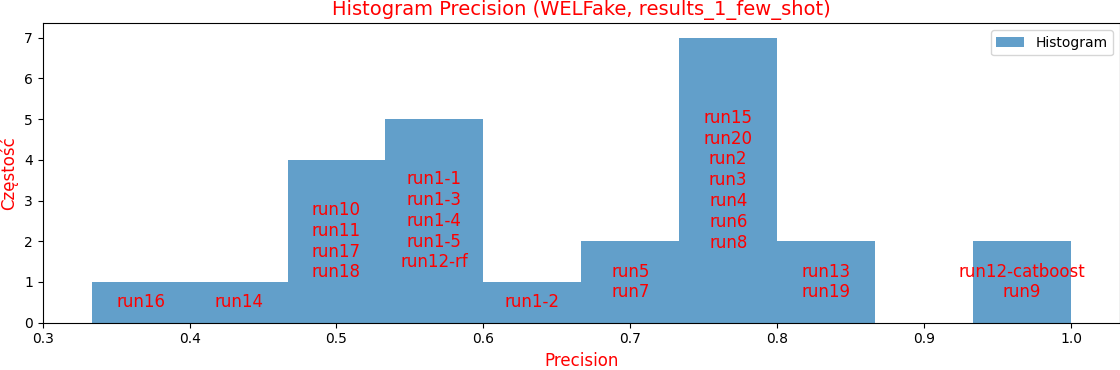 Histogram Precision (WELFake, results_1_few_shot)
Histogram
Częstość
7
6
5
4
3
2
1
0
run16
run14
run10
run11
run17
run18
run1-1
run1-3
run1-4
run1-5
run12-rf
run1-2
run5
run7
run15
run20
run2
run3
run4
run6
run8
run13
run19
run12-catboost
run9
0.3 0.4 0.5 0.6 0.7 0.8 0.9 1.0
Precision